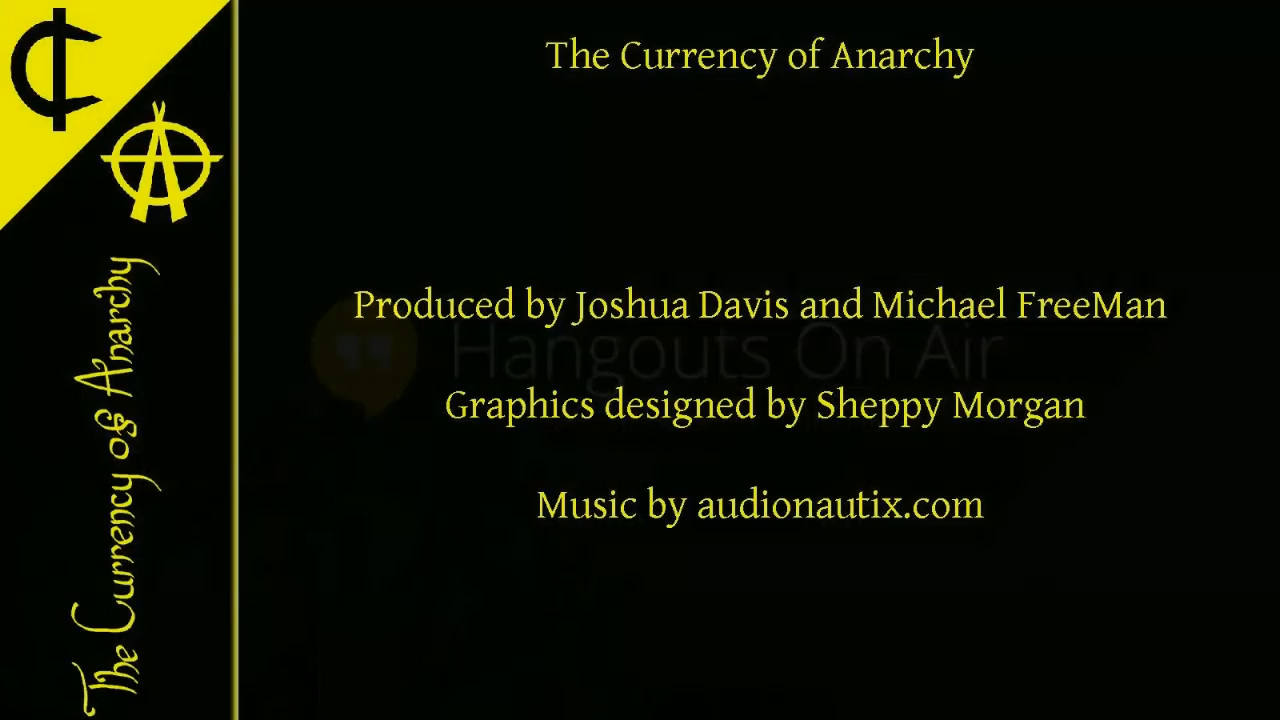 The Currency of Anarchy
The Currency of Anarchy
Produced by Joshua Davis and Michael FreeMan
Hangouts On Air
Graphics designed by Sheppy Morgan
Music by audionautix.com